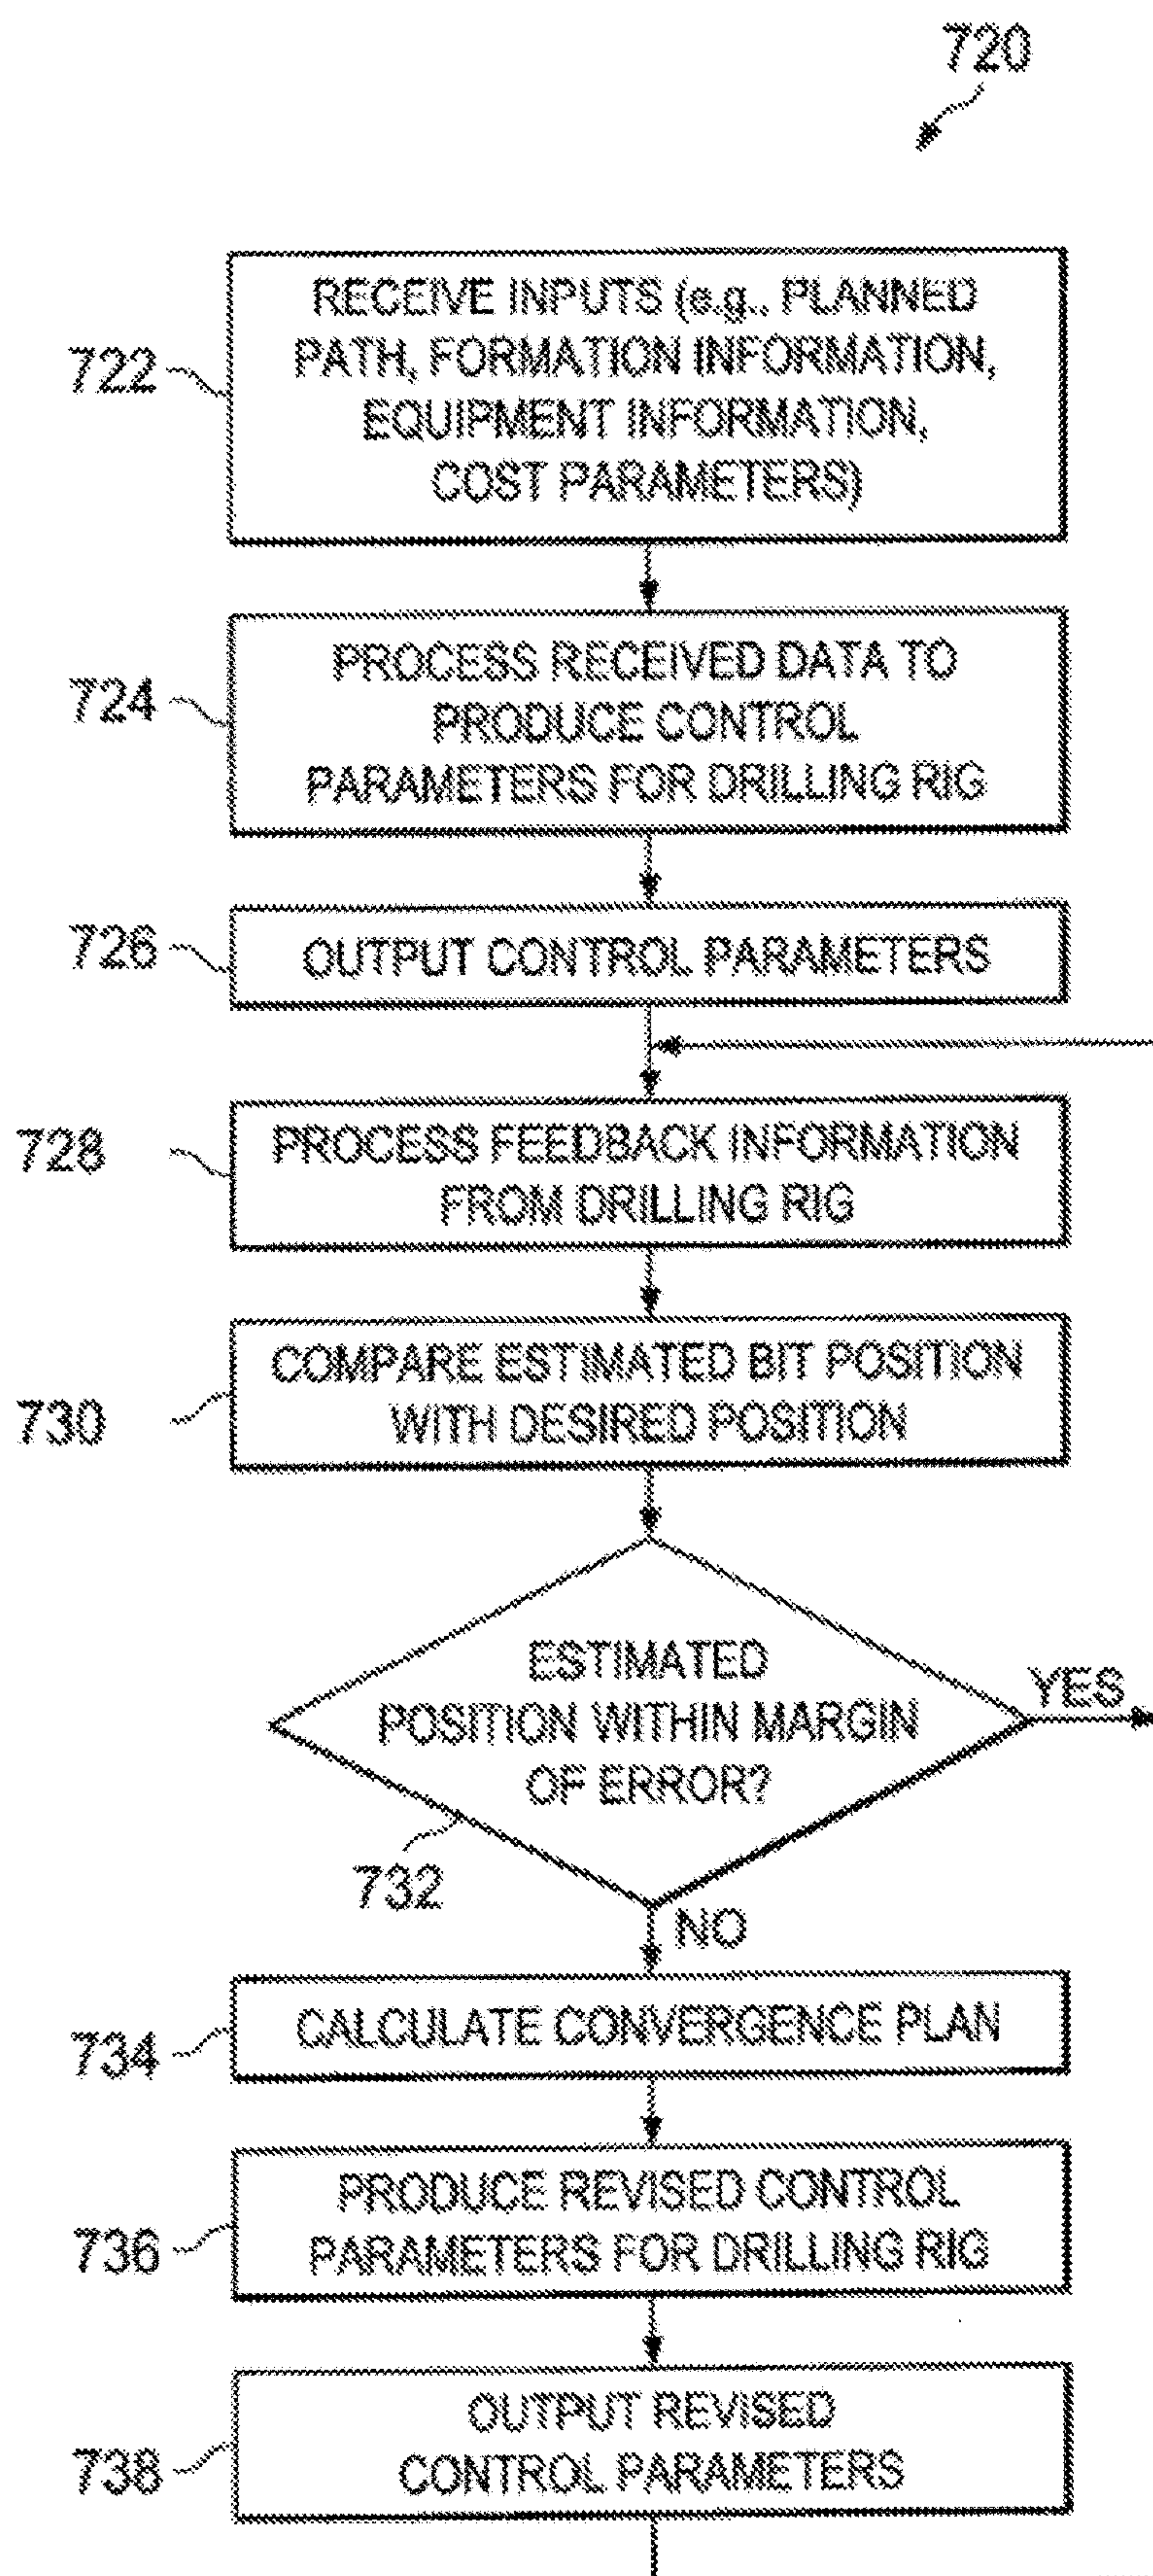 720
722
RECEIVE INPUTS (e.g., PLANNED
PATH, FORMATION INFORMATION,
EQUIPMENT INFORMATION,
COST PARAMETERS)
724
PROCESS RECEIVED DATA TO
PRODUCE CONTROL
PARAMETERS FOR DRILLING RIG
726
OUTPUT CONTROL PARAMETERS
728
PROCESS FEEDBACK INFORMATION
FROM DRILLING RIG
730
COMPARE ESTIMATED BIT POSITION
WITH DESIRED POSITION
ESTIMATED
POSITION WITHIN MARGIN
OF ERROR?
YES
732
NO
734
CALCULATE CONVERGENCE PLAN
736
PRODUCE REVISED CONTROL
PARAMETERS FOR DRILLING RIG
738
OUTPUT REVISED
CONTROL PARAMETERS